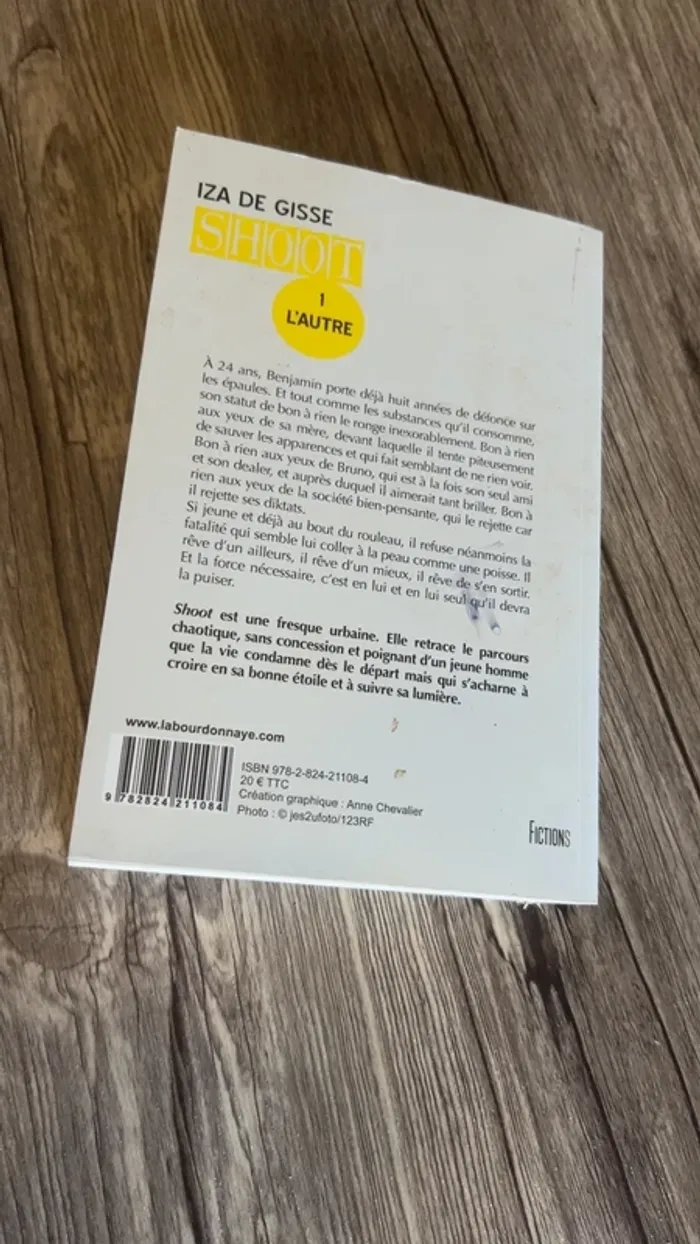 IZA DE GISSE
SHOOT
1
L'AUTRE
À 24 ans, Benjamin porte déjà huit années de défonce sur
les épaules. Et tout comme les substances qu'il consomme,
son statut de bon à rien le ronge inexorablement. Bon à rien
aux yeux de sa mère, devant laquelle il tente piteusement
de sauver les apparences et qui fait semblant de ne rien voir.
Bon à rien aux yeux de Bruno, qui est à la fois son seul ami
et son dealer, et auprès duquel il aimerait tant briller. Bon à
rien aux yeux de la société bien-pensante, qui le rejette car
il rejette ses diktats.
Si jeune et déjà au bout du rouleau, il refuse néanmoins la
fatalité qui semble lui coller à la peau comme une poisse. Il
rêve d'un ailleurs, il rêve d'un mieux, il rêve de s'en sortir.
Et la force nécessaire, c'est en lui et en lui seul qu'il devra
la puiser.
Shoot est une fresque urbaine. Elle retrace le parcours
chaotique, sans concession et poignant d'un jeune homme
que la vie condamne dès le départ mais qui s'acharne à
croire en sa bonne étoile et à suivre sa lumière.
www.labourdonnaye.com
ISBN 978-2-824-21108-4
20 € TTC
Création graphique : Anne Chevalier
Photo : © jes2ufoto/123RF
9 782824 211084
FICTIONS